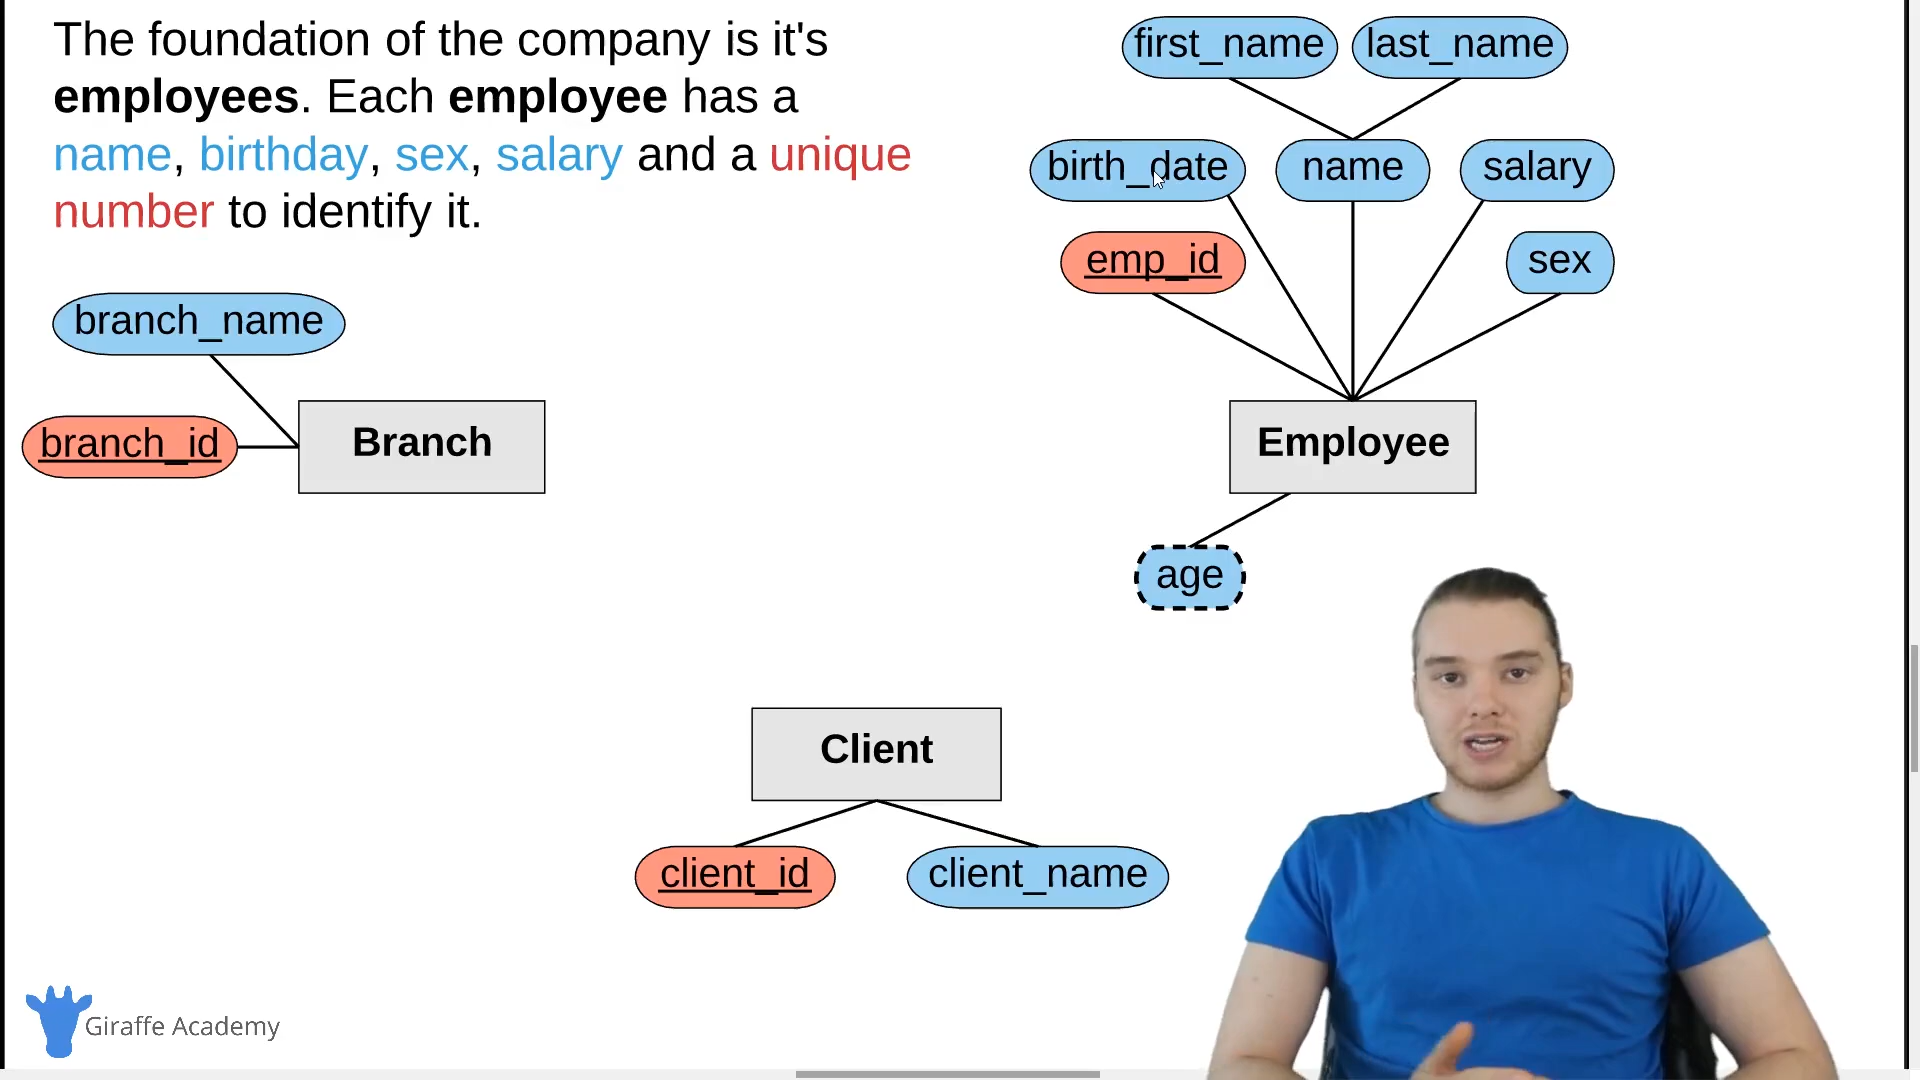 The foundation of the company is it's
employees. Each employee has a
name, birthday, sex, salary and a unique
number to identify it.
first_name
last_name
birth_date
name
salary
emp_id
sex
branch_name
branch_id
Branch
Employee
age
Client
client_id
client_name
Giraffe Academy